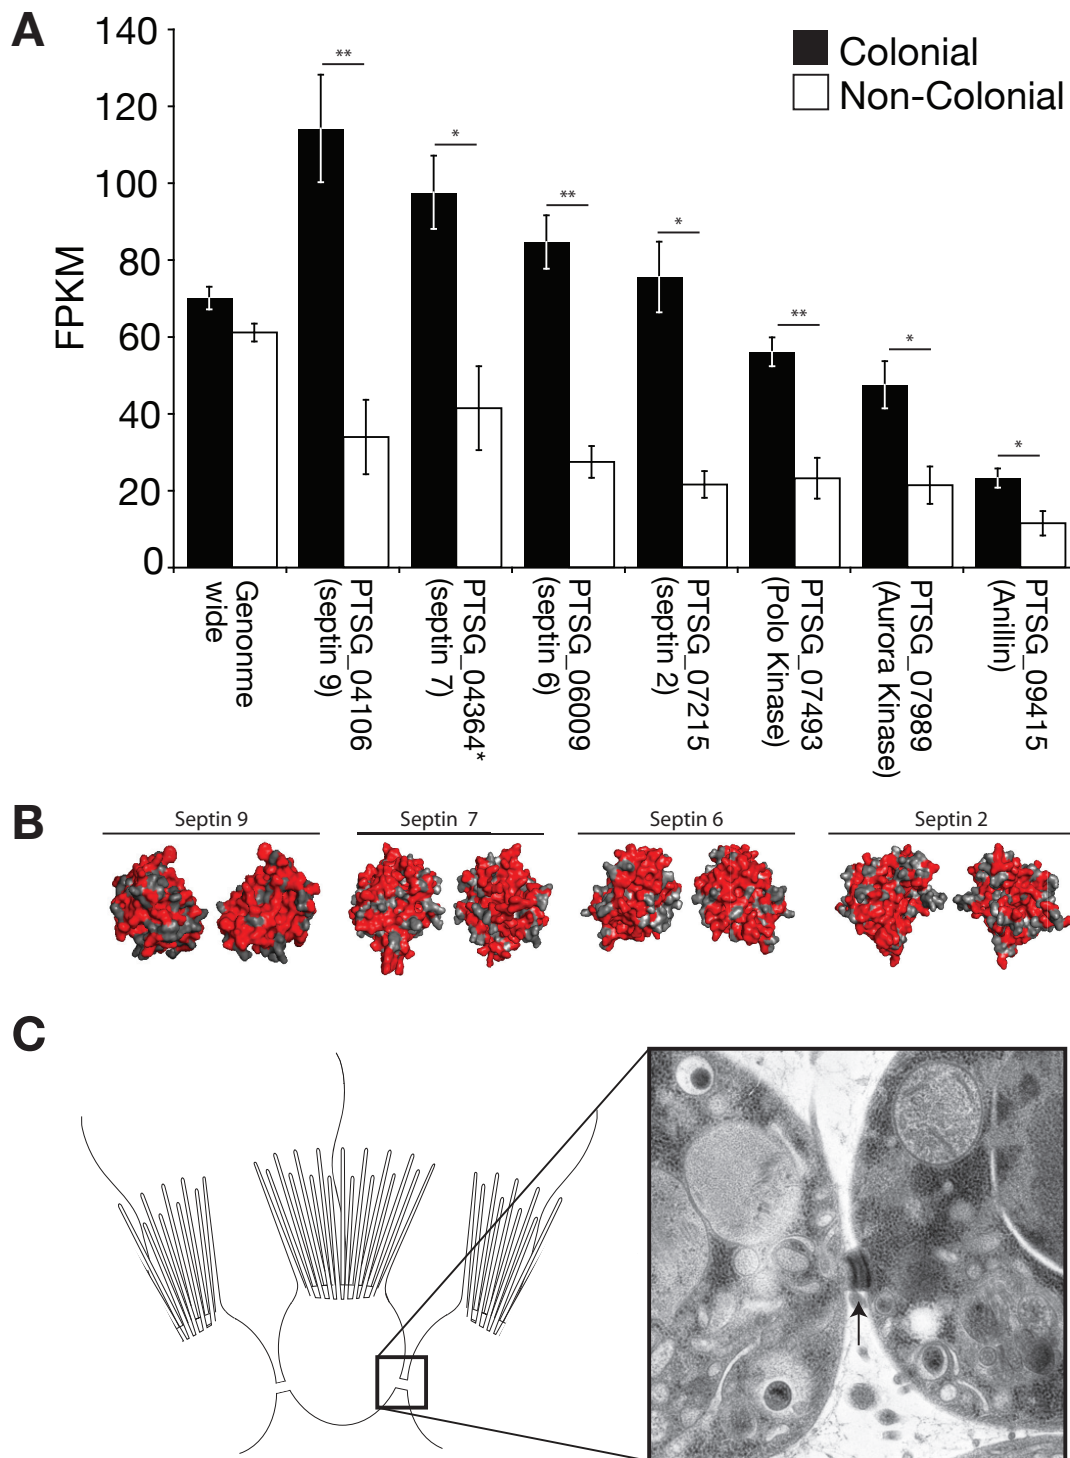 A
140
120
100
80
60
40
20
0
FPKM
Colonial
Non-Colonial
**
*
**
*
**
*
*
Genonme
wide
PTSG_04106
(septin 9)
PTSG_04364*
(septin 7)
PTSG_06009
(septin 6)
PTSG_07215
(septin 2)
PTSG_07493
(Polo Kinase)
PTSG_07989
(Aurora Kinase)
PTSG_09415
(Anillin)
B
Septin 9
Septin 7
Septin 6
Septin 2
C